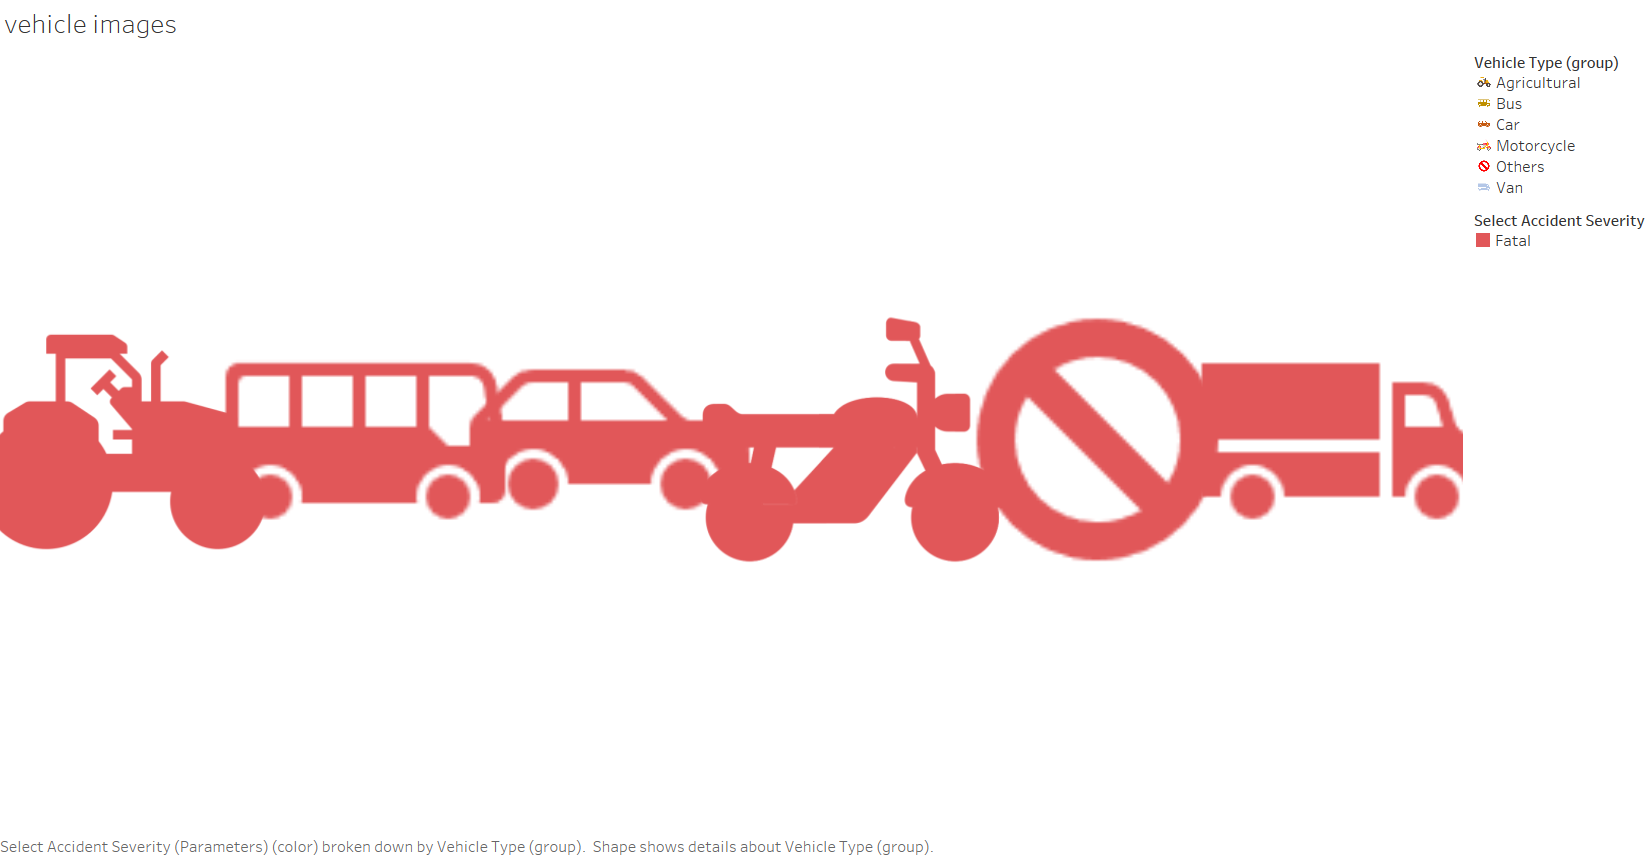 vehicle images
Vehicle Type (group)
Agricultural
Bus
Car
Motorcycle
Others
Van
Select Accident Severity
Fatal
Select Accident Severity (Parameters) (color) broken down by Vehicle Type (group).  Shape shows details about Vehicle Type (group).